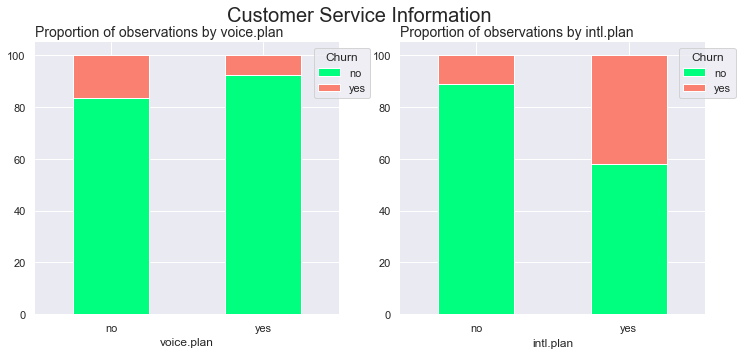 Customer Service Information
Proportion of observations by voice.plan
100
80
60
40
20
0
no
yes
voice.plan
Churn
no
yes
Proportion of observations by intl.plan
100
80
60
40
20
0
no
yes
intl.plan
Churn
no
yes